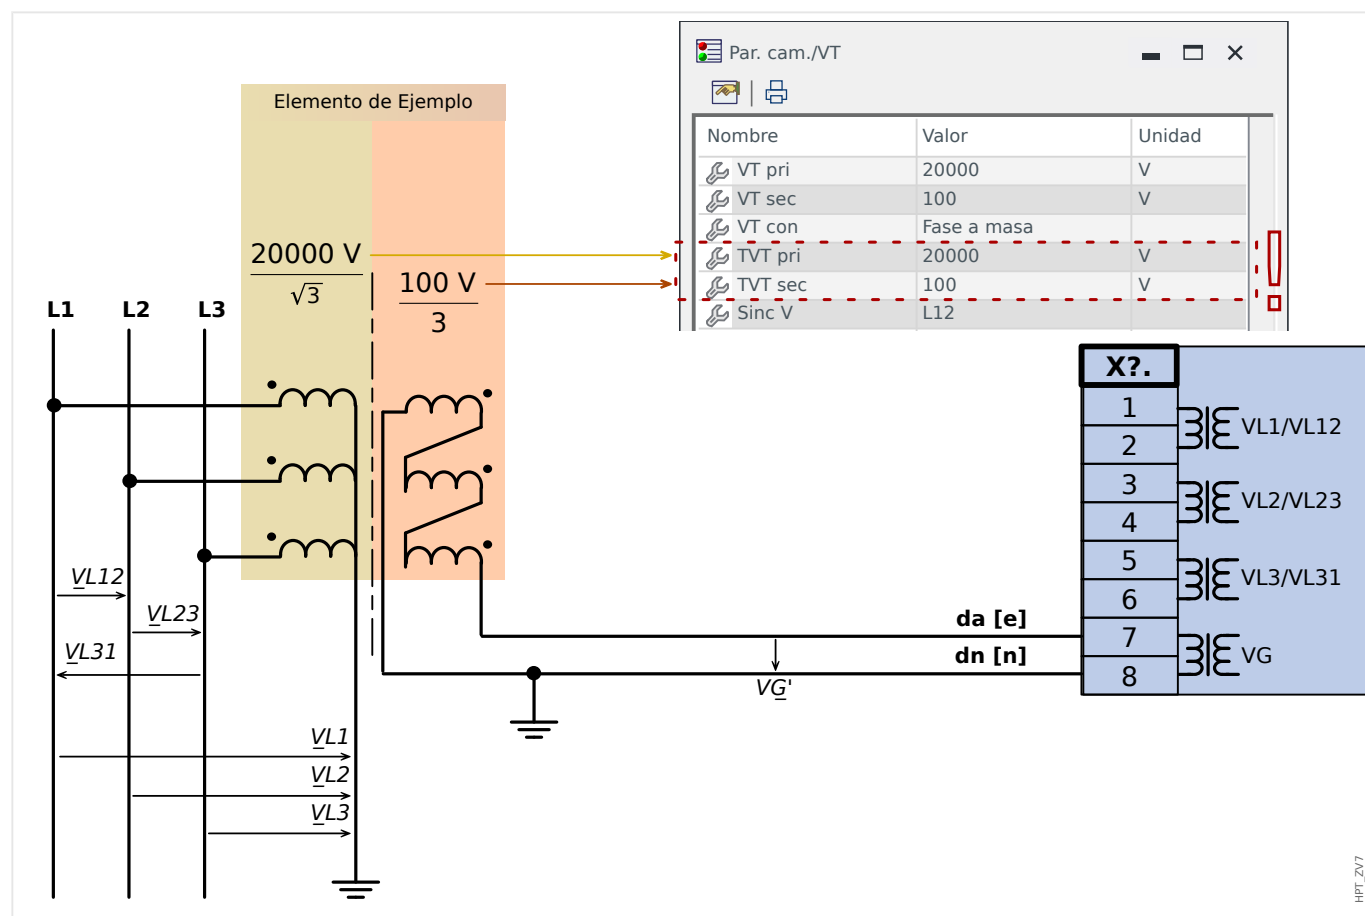 Par. cam./VT
Nombre Valor Unidad
VT pri 20000 V
VT sec 100 V
VT con Fase a masa
TVT pri 20000 V
TVT sec 100 V
Sinc V L12
Elemento de Ejemplo
20000 V
√3
100 V
3
L1 L2 L3
X?.
1
2
3
4
5
6
7
8
VL1/VL12
VL2/VL23
VL3/VL31
VG
VL12
VL23
VL31
da [e]
dn [n]
VG'
VL1
VL2
VL3
HPT_ZV7